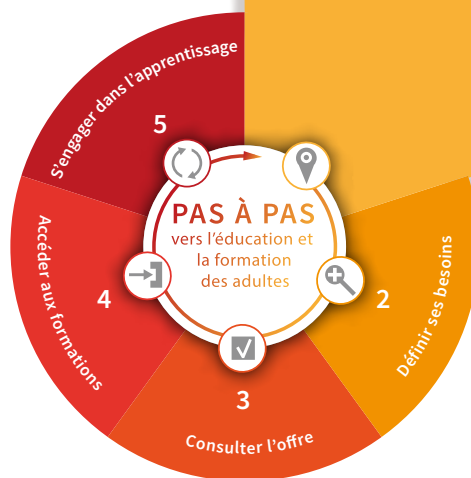 PAS À PAS
vers l'éducation et
la formation
des adultes
2
Définir ses besoins
3
Consulter l'offre
4
Accéder aux formations
5
S'engager dans l'apprentissage